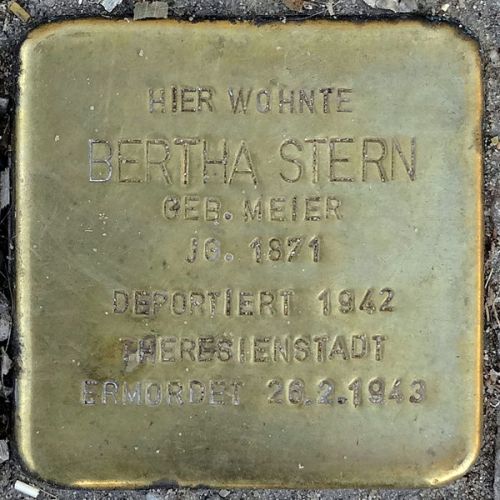 HIER WOHNTE
BERTHA STERN
GEB. MEIER
JG. 1871
DEPORTIERT 1942
THERESIENSTADT
ERMORDET 26.2.1943